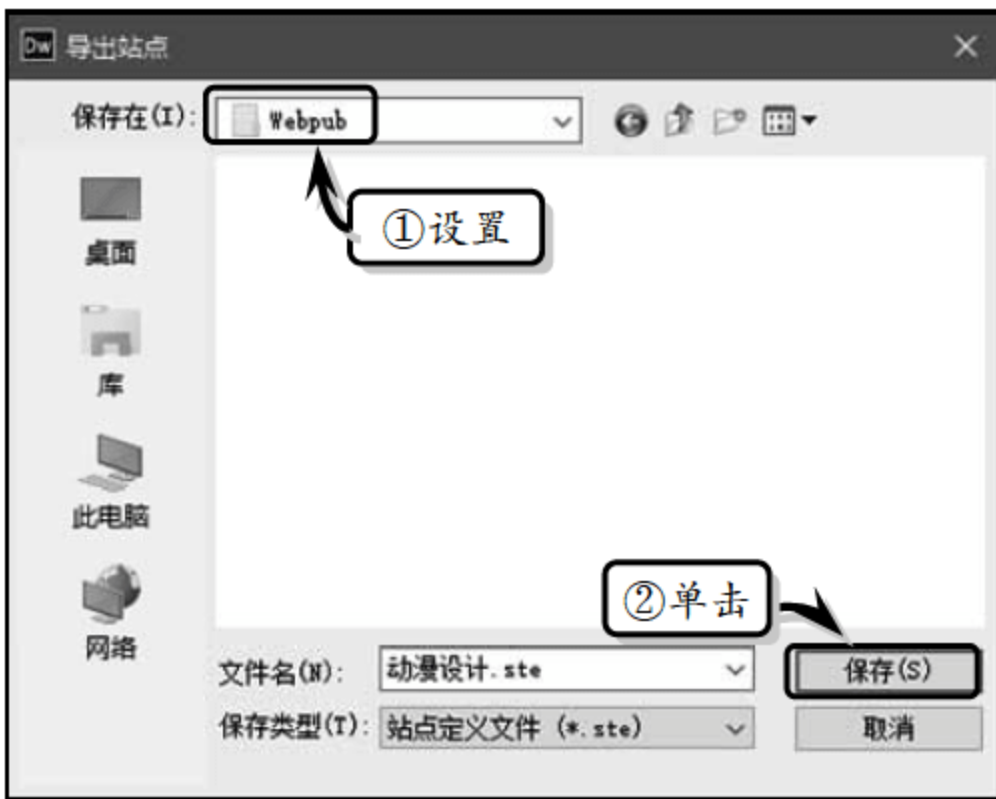 Dw 导出站点
保存在(I): Webpub
①设置
桌面
库
此电脑
网络
②单击
文件名(N): 动漫设计.ste 保存(S)
保存类型(T): 站点定义文件 (*.ste) 取消